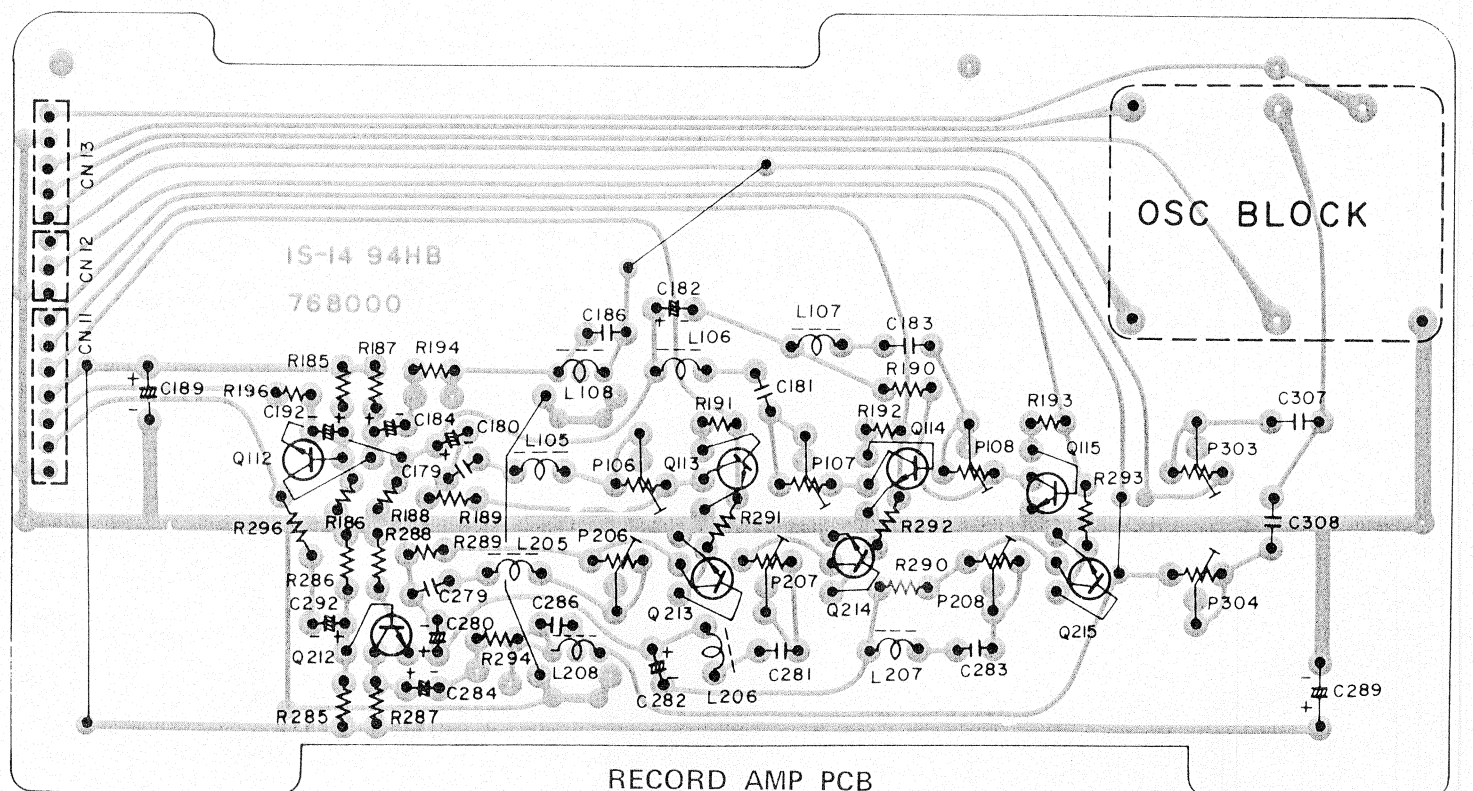 CN13
OSC BLOCK
CN12
IS-14 94HB
768000
C182
C186
L107
C183
CN11
L106
R185
R187
R194
C189
R196
L108
C181
R190
C192
C184
C180
R191
R192
R193
C307
Q114
Q112
C179
L105
P106
Q113
P107
P108
Q115
P303
R293
R296
R186
R188
R189
R291
R292
C308
R288
R289
L205
P206
R286
C279
P207
R290
C292
C286
Q213
Q214
P208
P304
C280
Q215
Q212
R294
L208
C281
L207
C283
C284
C282
L206
C289
R285
R287
RECORD AMP PCB